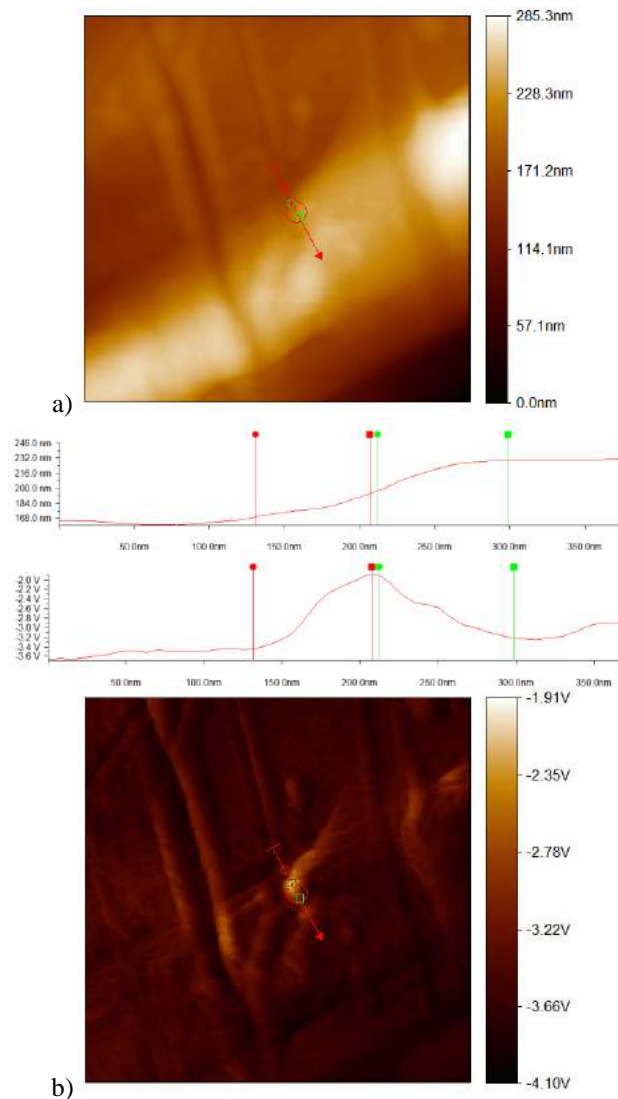 285.3nm
228.3nm
171.2nm
114.1nm
57.1nm
0.0nm
a)
248.0 nm
232.0 nm
216.0 nm
200.0 nm
184.0 nm
168.0 nm
50.0nm 100.0nm 150.0nm 200.0nm 250.0nm 300.0nm 350.0nm
-2.0 V
-2.2 V
-2.4 V
-2.6 V
-2.8 V
-3.0 V
-3.2 V
-3.4 V
-3.6 V
50.0nm 100.0nm 150.0nm 200.0nm 250.0nm 300.0nm 350.0nm
-1.91V
-2.35V
-2.78V
-3.22V
-3.66V
-4.10V
b)